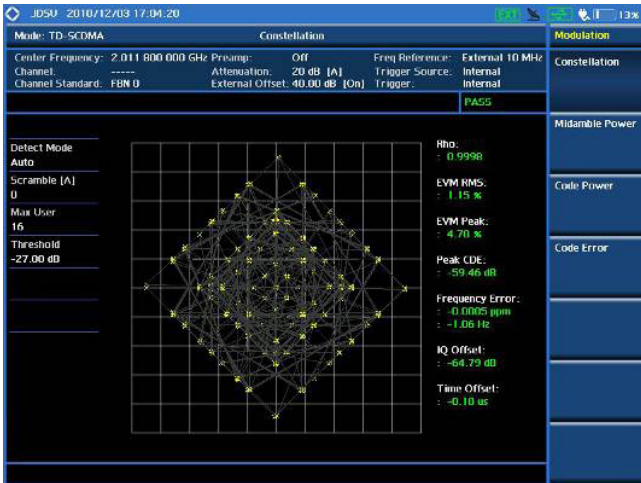 JDSU 2010/12/03 17:04:20 EXT 13%
Mode: TD-SCDMA Constellation
Modulation
Center Frequency: 2.011 800 000 GHz Preamp: Off Freq Reference: External 10 MHz
Channel: ----- Attenuation: 20 dB [A] Trigger Source: Internal
Channel Standard: FBN 0 External Offset: 40.00 dB [On] Trigger: Internal
PASS
Constellation
Midamble Power
Code Power
Code Error
Detect Mode
Auto
Scramble [A]
0
Max User
16
Threshold
-27.00 dB
Rho:
: 0.9998
EVM RMS:
: 1.15 %
EVM Peak:
: 4.70 %
Peak CDE:
: -59.46 dB
Frequency Error:
: -0.0005 ppm
: -1.06 Hz
IQ Offset:
: -64.79 dB
Time Offset:
: -0.10 us